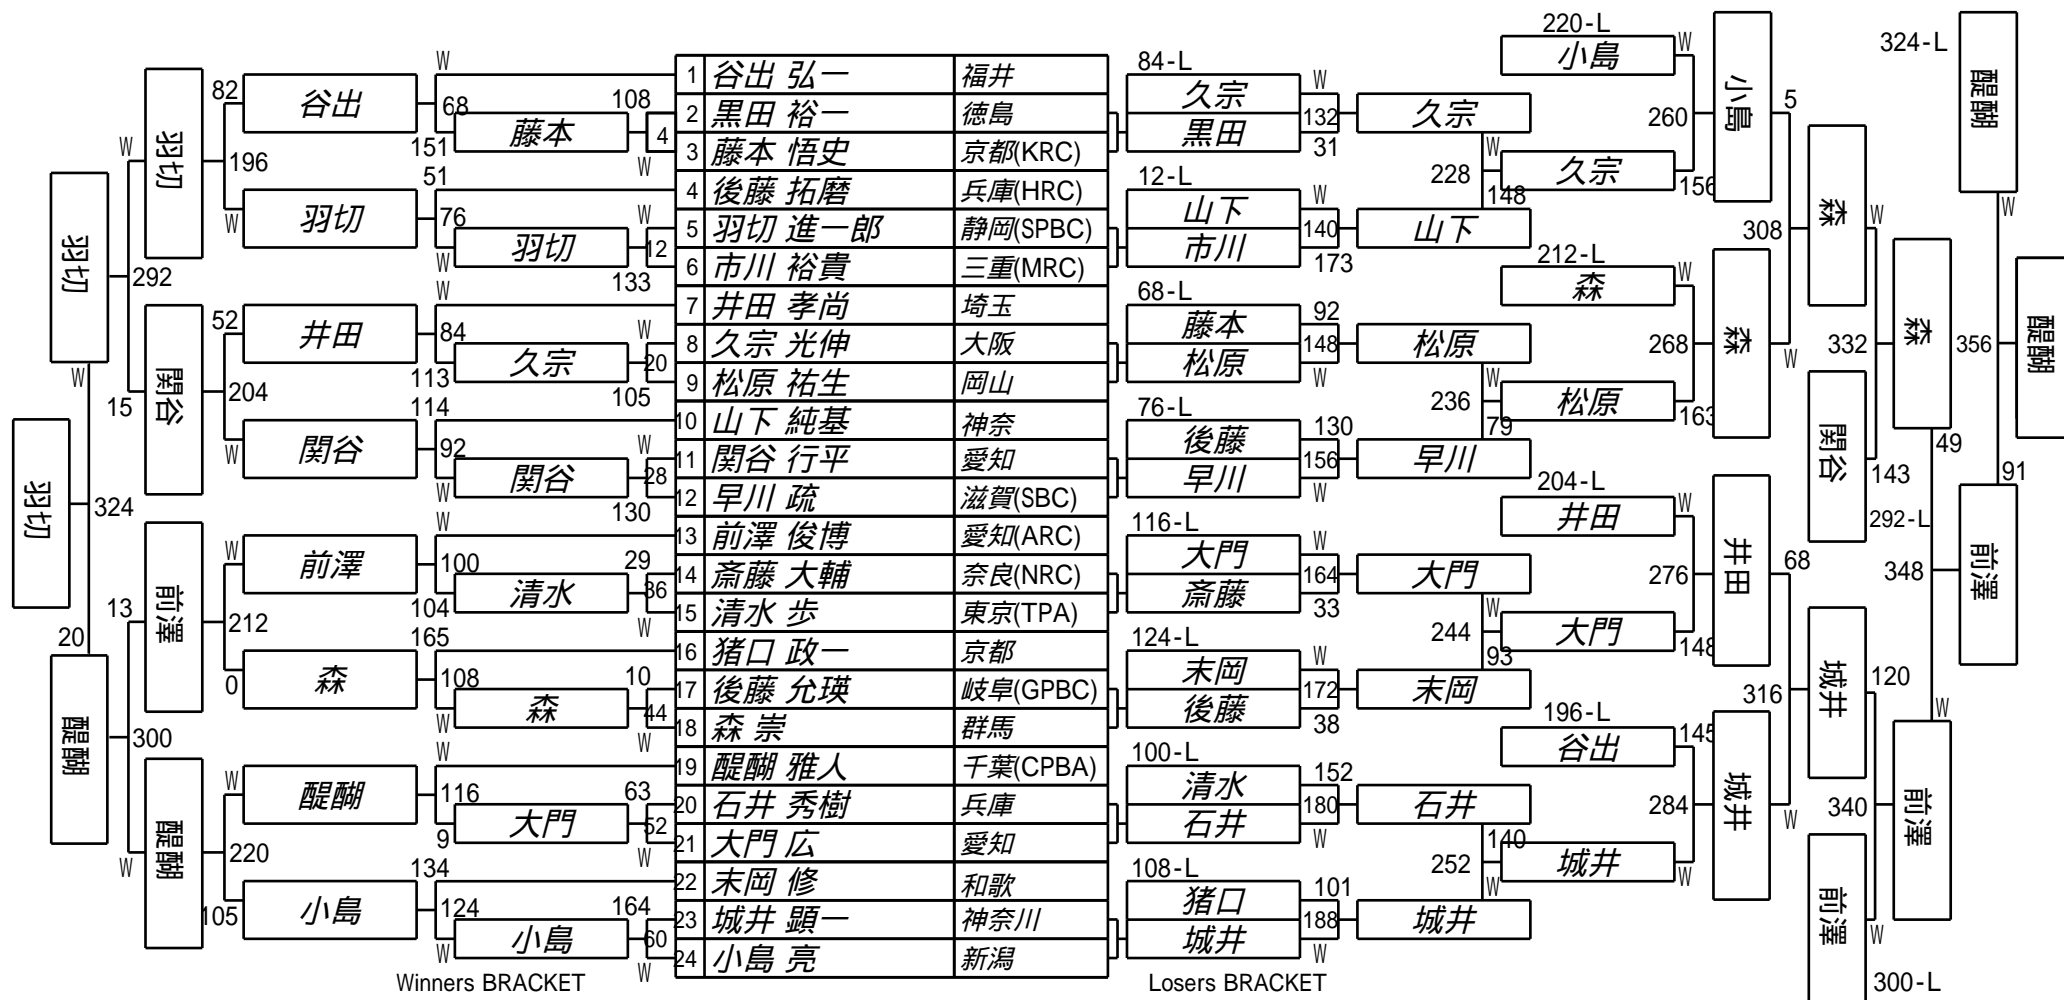 220-L
324-L
谷出
藤本
羽切
羽切
井田
久宗
関谷
関谷
前澤
清水
森
森
醍醐
大門
小島
小島
羽切
関谷
前澤
醍醐
羽切
醍醐
羽切
W
82
68
151
108
4
W
W
196
W
51
76
W
W
12
133
292
W
52
84
113
W
20
105
15
204
W
114
92
W
W
28
130
W
324
W
100
104
29
36
W
13
212
0
165
108
W
10
44
W
20
300
W
W
116
9
63
52
W
W
220
105
134
124
W
164
60
W
1 谷出 弘一 福井
2 黒田 裕一 徳島
3 藤本 悟史 京都(KRC)
4 後藤 拓磨 兵庫(HRC)
5 羽切 進一郎 静岡(SPBC)
6 市川 裕貴 三重(MRC)
7 井田 孝尚 埼玉
8 久宗 光伸 大阪
9 松原 祐生 岡山
10 山下 純基 神奈
11 関谷 行平 愛知
12 早川 疏 滋賀(SBC)
13 前澤 俊博 愛知(ARC)
14 斎藤 大輔 奈良(NRC)
15 清水 歩 東京(TPA)
16 猪口 政一 京都
17 後藤 允瑛 岐阜(GPBC)
18 森 崇 群馬
19 醍醐 雅人 千葉(CPBA)
20 石井 秀樹 兵庫
21 大門 広 愛知
22 末岡 修 和歌
23 城井 顕一 神奈川
24 小島 亮 新潟
84-L
久宗 W
132
黒田 31
12-L
山下 W
140
市川 173
68-L
藤本 92
148
松原 W
76-L
後藤 130
156
早川 W
116-L
大門 W
164
斎藤 33
124-L
末岡 W
172
後藤 38
100-L
清水 152
180
石井 W
108-L
猪口 101
188
城井 W
久宗
W
228
148
山下
松原
W
236
79
早川
大門
W
244
93
末岡
石井
140
252
W
城井
小島 W
260
久宗 156
212-L
森 W
268
松原 163
204-L
井田 W
276
大門 148
196-L
谷出 145
284
城井 W
小島
5
308
森
W
井田
68
316
城井
W
森
W
332
関谷
143
292-L
城井
120
340
前澤
W
300-L
森
49
348
前澤
W
醍醐
W
356
前澤
91
醍醐
Winners BRACKET
Losers BRACKET